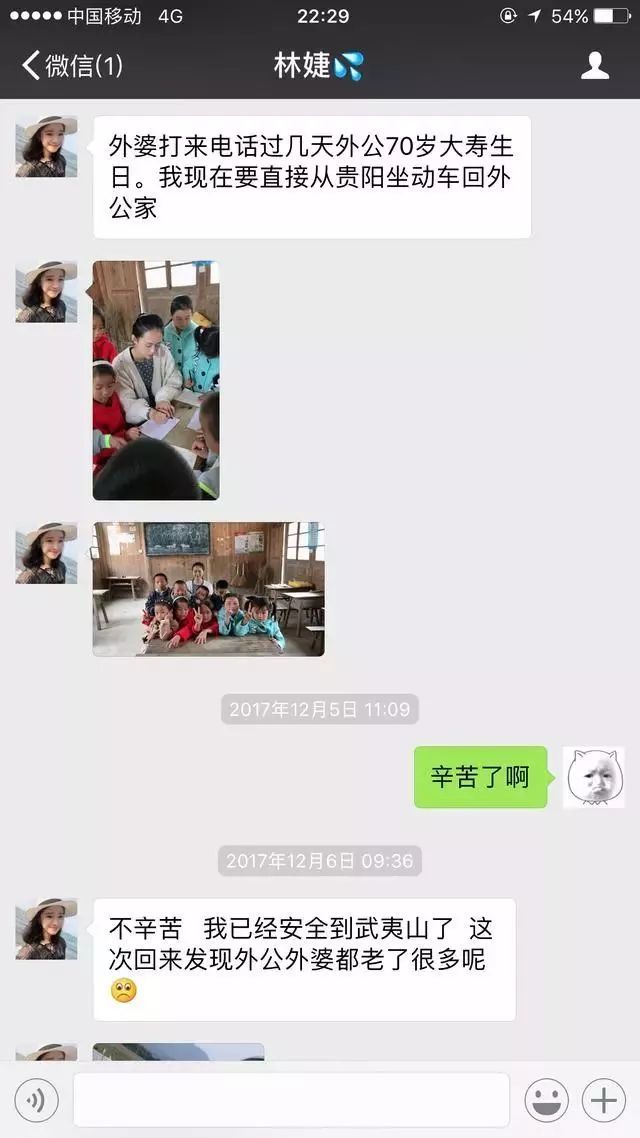 中国移动 4G 22:29 54%
微信(1) 林婕💦
外婆打来电话过几天外公70岁大寿生
日。我现在要直接从贵阳坐动车回外
公家
2017年12月5日 11:09
辛苦了啊
2017年12月6日 09:36
不辛苦 我已经安全到武夷山了 这
次回来发现外公外婆都老了很多呢
🙁